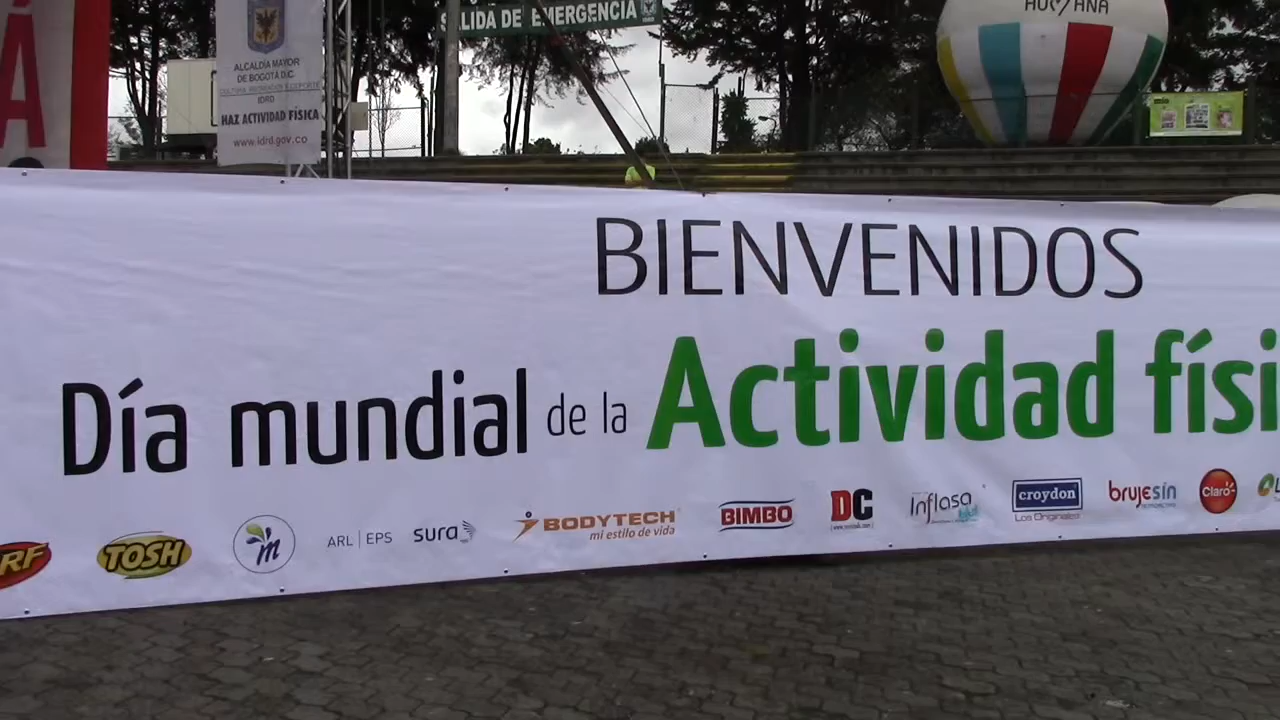 Á
ALCALDÍA MAYOR
DE BOGOTÁ D.C.
CULTURA, RECREACIÓN Y DEPORTE
IDRD
HAZ ACTIVIDAD FÍSICA
www.idrd.gov.co
SALIDA DE EMERGENCIA
HUMANA
BIENVENIDOS
Día mundial de la Actividad físi
RF
TOSH
m
ARL | EPS
sura
BODYTECH
mi estilo de vida
BIMBO
DC
Inflasa
croydon
Los Originales
brujesín
Claro